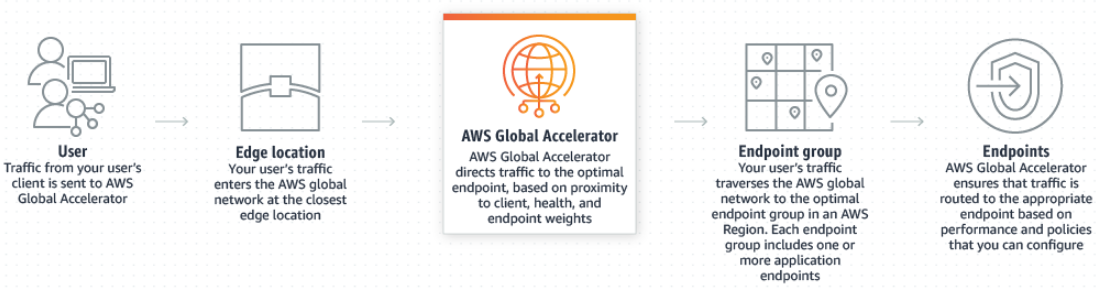 User
Traffic from your user's
client is sent to AWS
Global Accelerator
Edge location
Your user's traffic
enters the AWS global
network at the closest
edge location
AWS Global Accelerator
AWS Global Accelerator
directs traffic to the optimal
endpoint, based on proximity
to client, health, and
endpoint weights
Endpoint group
Your user's traffic
traverses the AWS global
network to the optimal
endpoint group in an AWS
Region. Each endpoint
group includes one or
more application
endpoints
Endpoints
AWS Global Accelerator
ensures that traffic is
routed to the appropriate
endpoint based on
performance and policies
that you can configure